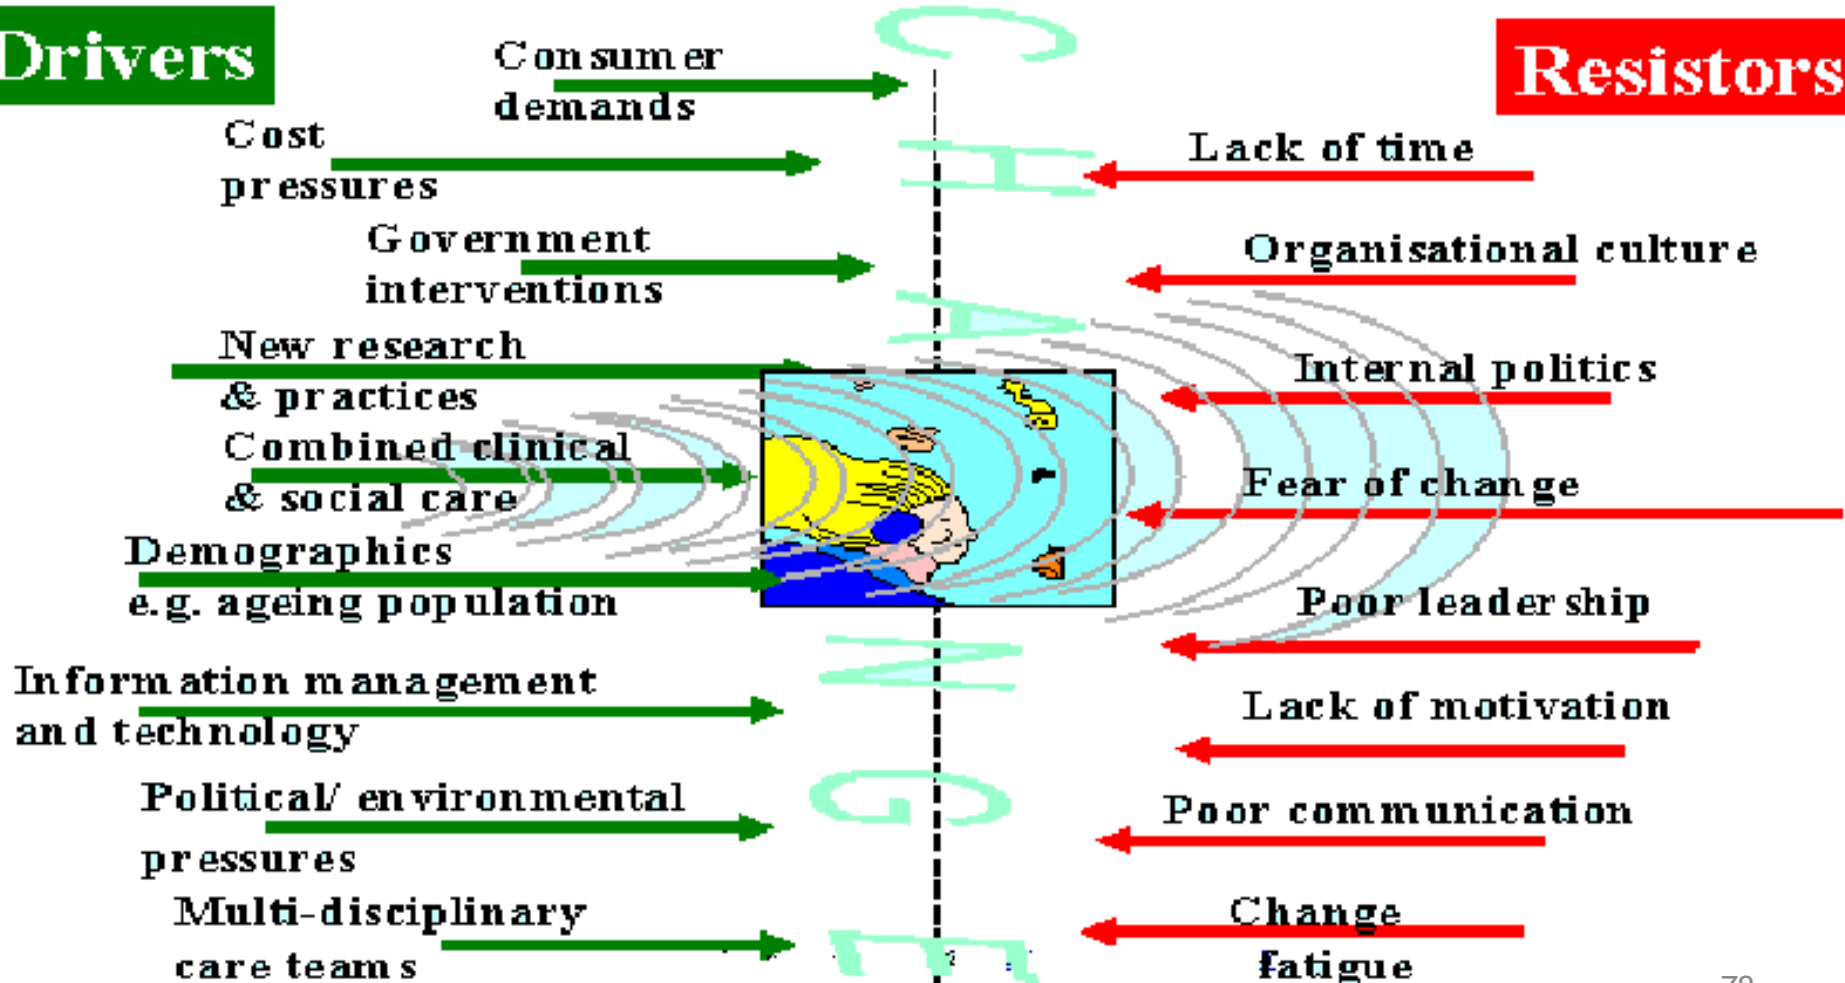 Drivers
Resistors
Consumer
demands
Cost
pressures
Government
interventions
New research
& practices
Combined clinical
& social care
Demographics
e.g. ageing population
Information management
and technology
Political/ environmental
pressures
Multi-disciplinary
care teams
C
H
A
N
G
E
Lack of time
Organisational culture
Internal politics
Fear of change
Poor leadership
Lack of motivation
Poor communication
Change
fatigue